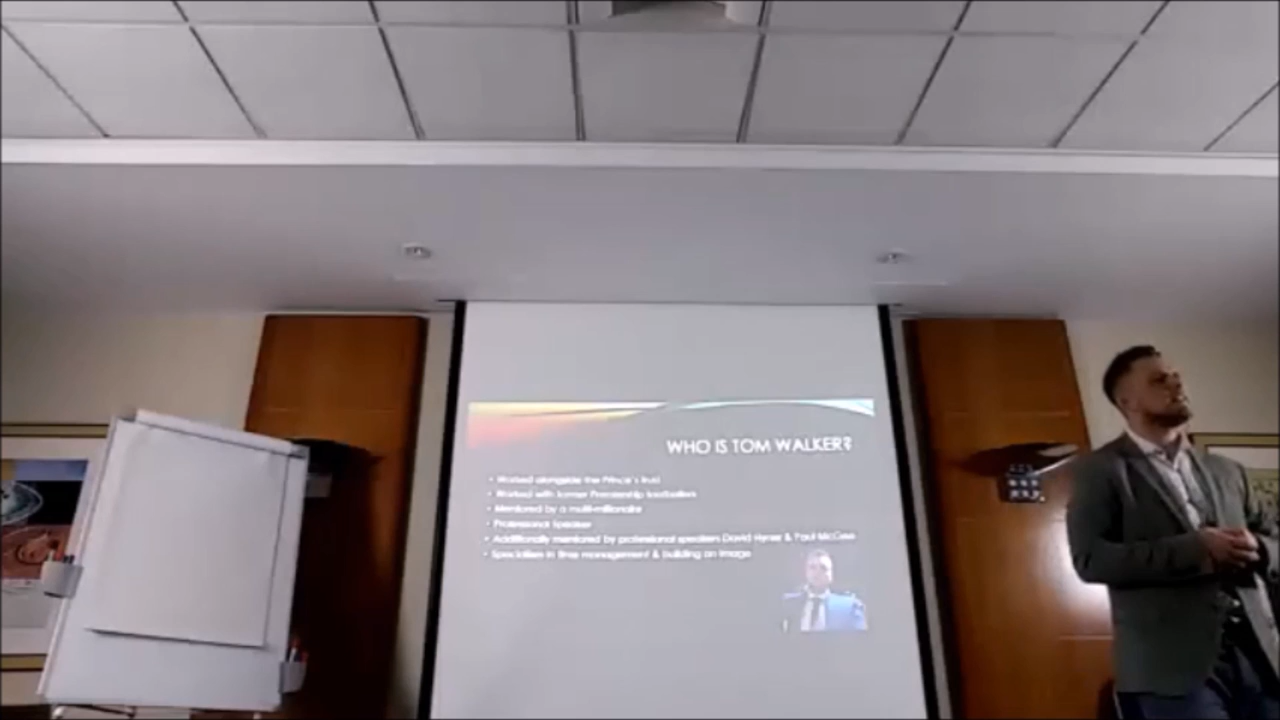 WHO IS TOM WALKER?
• Worked alongside the Prince's trust
• Worked with former Premiership footballers
• Mentored by a multi-millionaire
• Professional Speaker
• Additionally mentored by professional speakers David Hyner & Paul McGee
• Specialises in time management & building an image